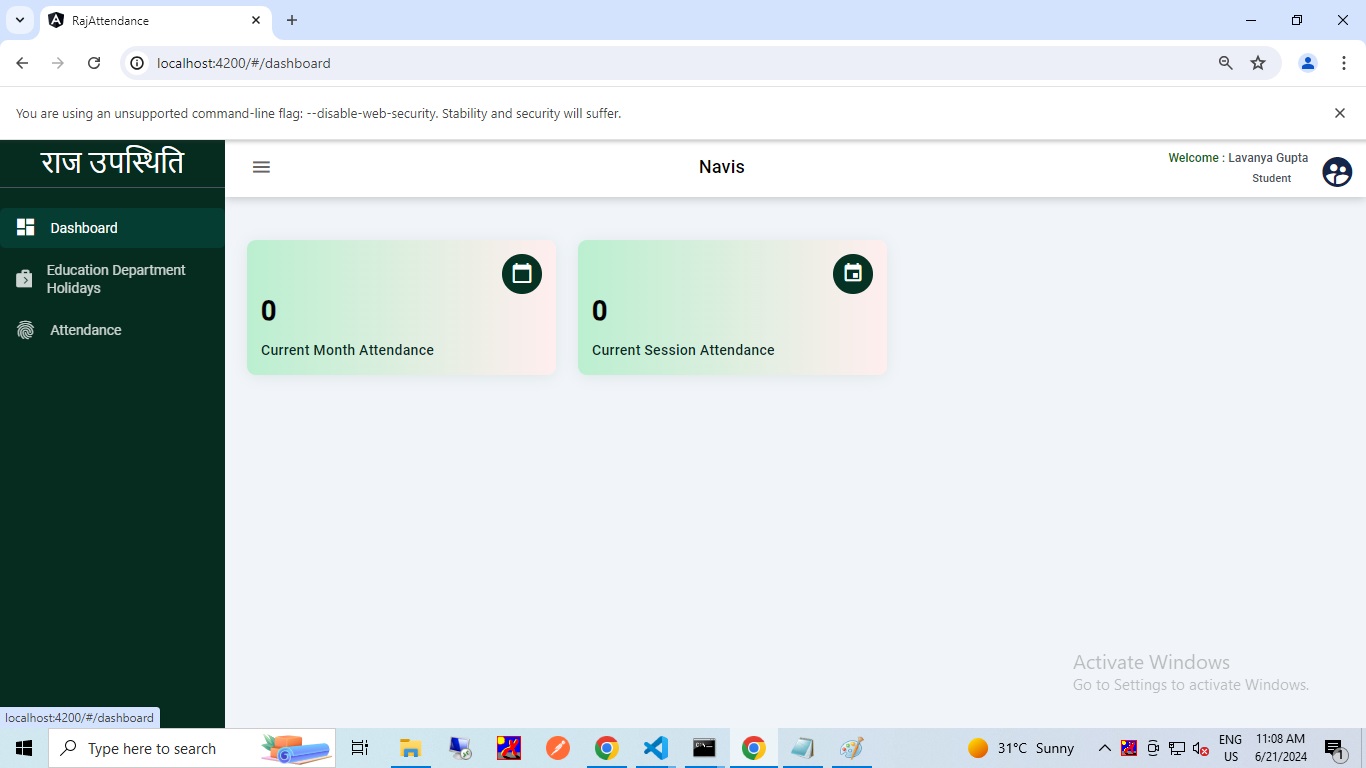 RajAttendance
localhost:4200/#/dashboard
You are using an unsupported command-line flag: --disable-web-security. Stability and security will suffer.
राज उपस्थिति
Navis
Welcome : Lavanya Gupta
Student
Dashboard
Education Department
Holidays
Attendance
0
Current Month Attendance
0
Current Session Attendance
Activate Windows
Go to Settings to activate Windows.
localhost:4200/#/dashboard
Type here to search
31°C Sunny
ENG
US
11:08 AM
6/21/2024
1